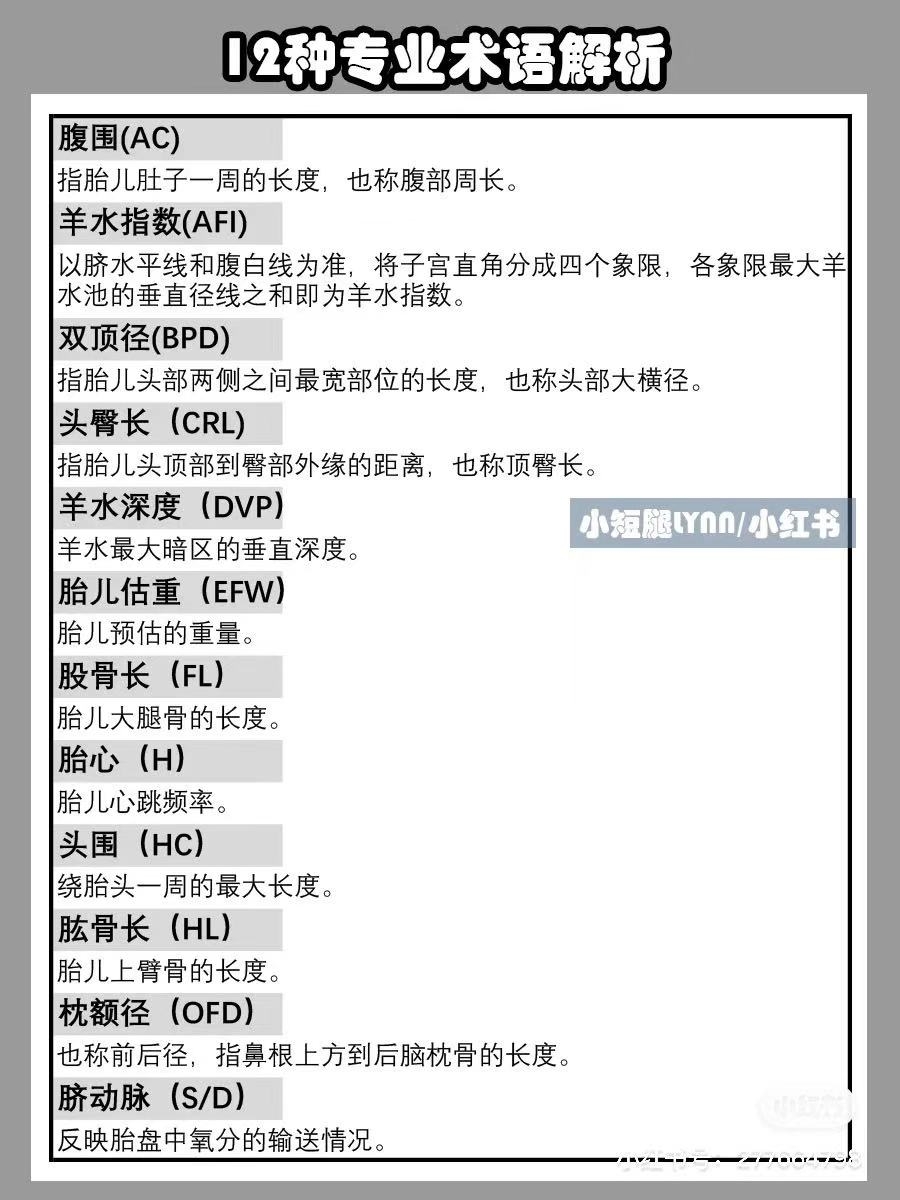 12种专业术语解析
腹围(AC)
指胎儿肚子一周的长度，也称腹部周长。
羊水指数(AFI)
以脐水平线和腹白线为准，将子宫直角分成四个象限，各象限最大羊
水池的垂直径线之和即为羊水指数。
双顶径(BPD)
指胎儿头部两侧之间最宽部位的长度，也称头部大横径。
头臀长（CRL)
指胎儿头顶部到臀部外缘的距离，也称顶臀长。
羊水深度（DVP)
小短腿LYNN/小红书
羊水最大暗区的垂直深度。
胎儿估重（EFW)
胎儿预估的重量。
股骨长（FL）
胎儿大腿骨的长度。
胎心（H）
胎儿心跳频率。
头围（HC）
绕胎头一周的最大长度。
肱骨长（HL）
胎儿上臂骨的长度。
枕额径（OFD）
也称前后径，指鼻根上方到后脑枕骨的长度。
脐动脉（S/D）
反映胎盘中氧分的输送情况。
小红书
小红书号：277004798